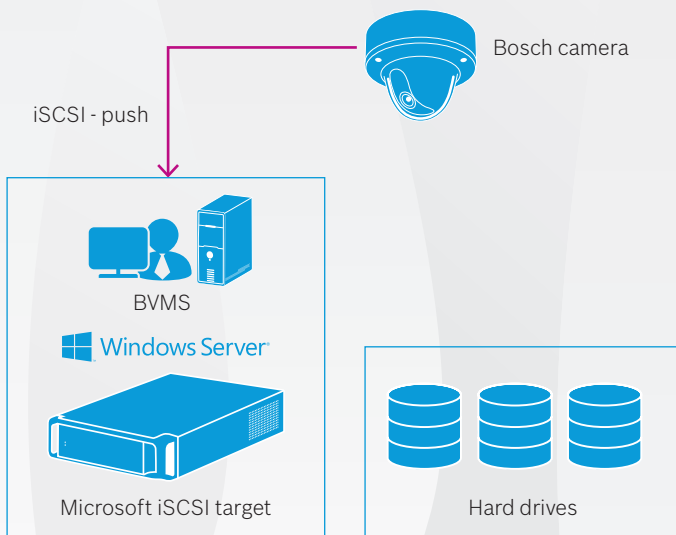 Bosch camera
iSCSI - push
BVMS
Windows Server
Microsoft iSCSI target
Hard drives